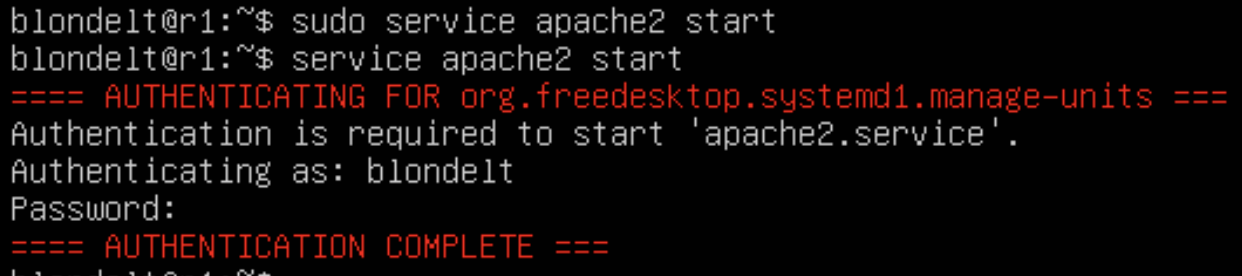 blondelt@r1:~$ sudo service apache2 start
blondelt@r1:~$ service apache2 start
==== AUTHENTICATING FOR org.freedesktop.systemd1.manage-units ===
Authentication is required to start 'apache2.service'.
Authenticating as: blondelt
Password:
==== AUTHENTICATION COMPLETE ===